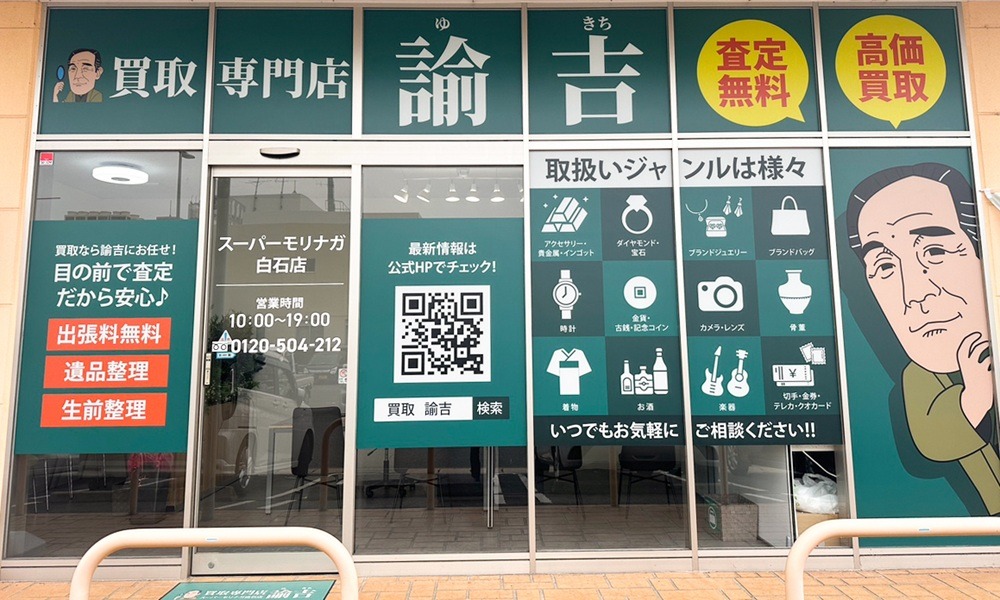 買取専門店
ゆ きち
諭吉
査定
無料
高価
買取
買取なら諭吉にお任せ!
目の前で査定
だから安心♪
出張料無料
遺品整理
生前整理
スーパーモリナガ
白石店
営業時間
10:00〜19:00
0120-504-212
最新情報は
公式HPでチェック!
買取 諭吉 検索
取扱いジャンルは様々
アクセサリー・
貴金属・インゴット
ダイヤモンド・
宝石
ブランドジュエリー
ブランドバッグ
時計
金貨・
古銭・記念コイン
カメラ・レンズ
骨董
着物
お酒
楽器
切手・金券・
テレカ・クオカード
いつでもお気軽にご相談ください!!
買取専門店
諭吉